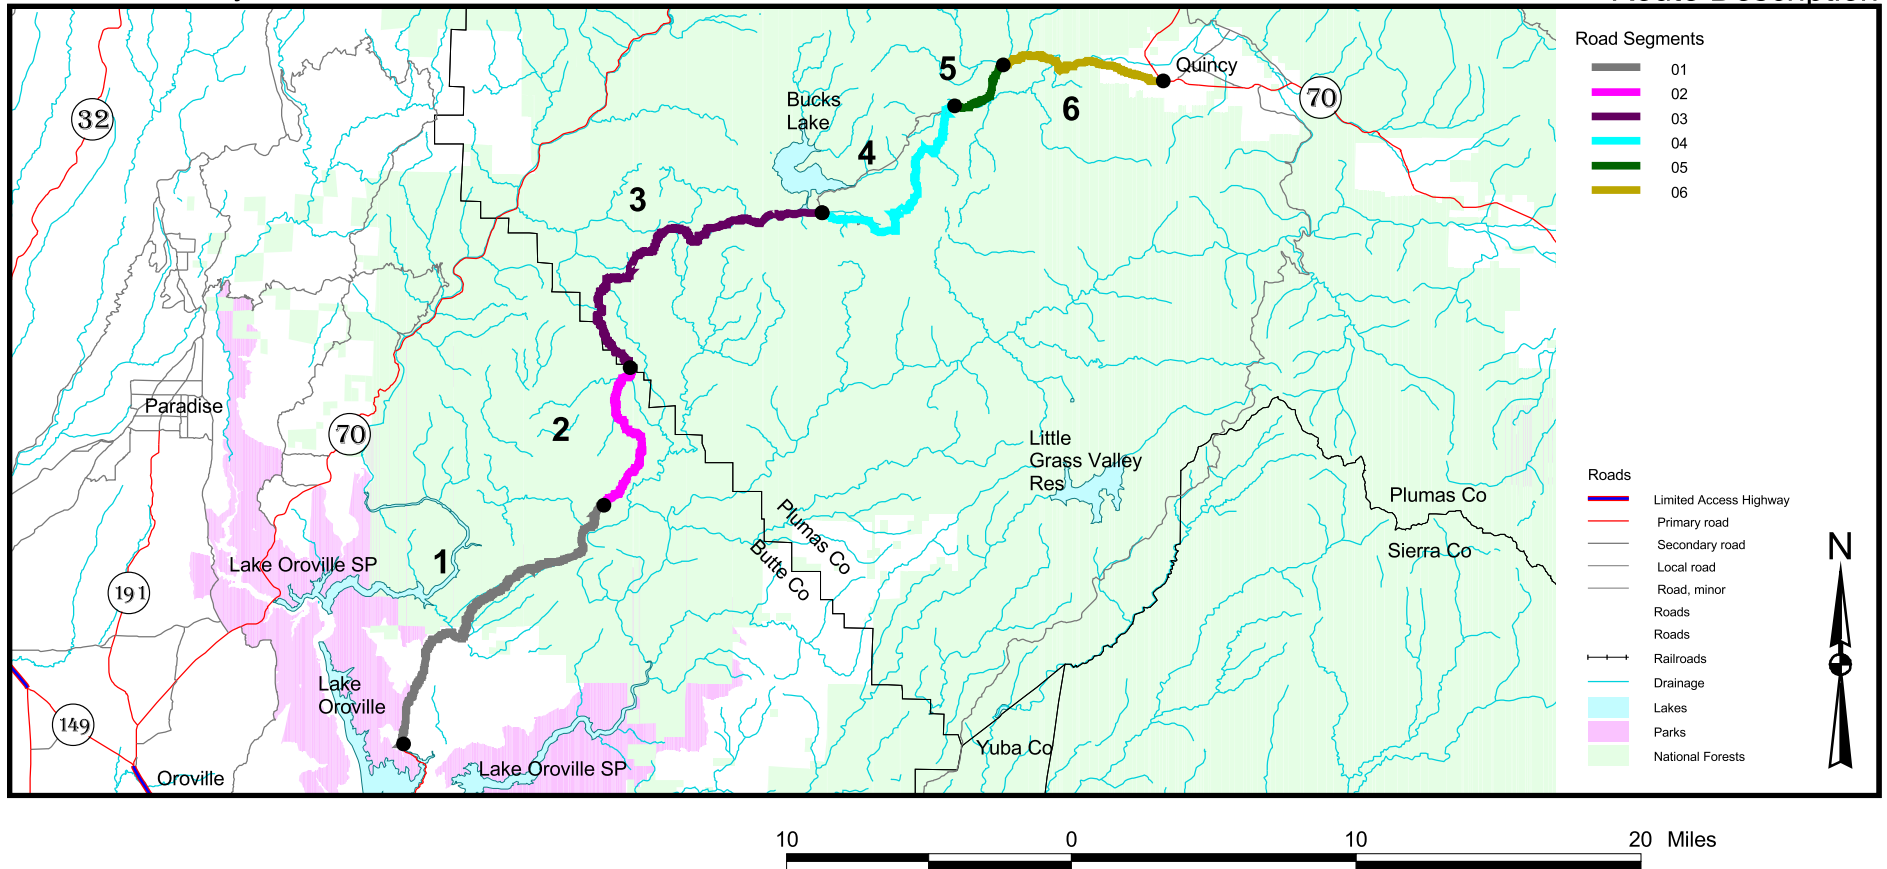 Road Segments
01
02
03
04
05
06
32
5
Quincy
6
70
Bucks
Lake
4
3
Paradise
70
2
Little
Grass Valley
Res
Plumas Co
Sierra Co
Plumas Co
Butte Co
1
Lake Oroville SP
191
Lake
Oroville
149
Oroville
Lake Oroville SP
Yuba Co
Roads
Limited Access Highway
Primary road
Secondary road
Local road
Road, minor
Roads
Roads
Railroads
Drainage
Lakes
Parks
National Forests
N
10 0 10 20 Miles